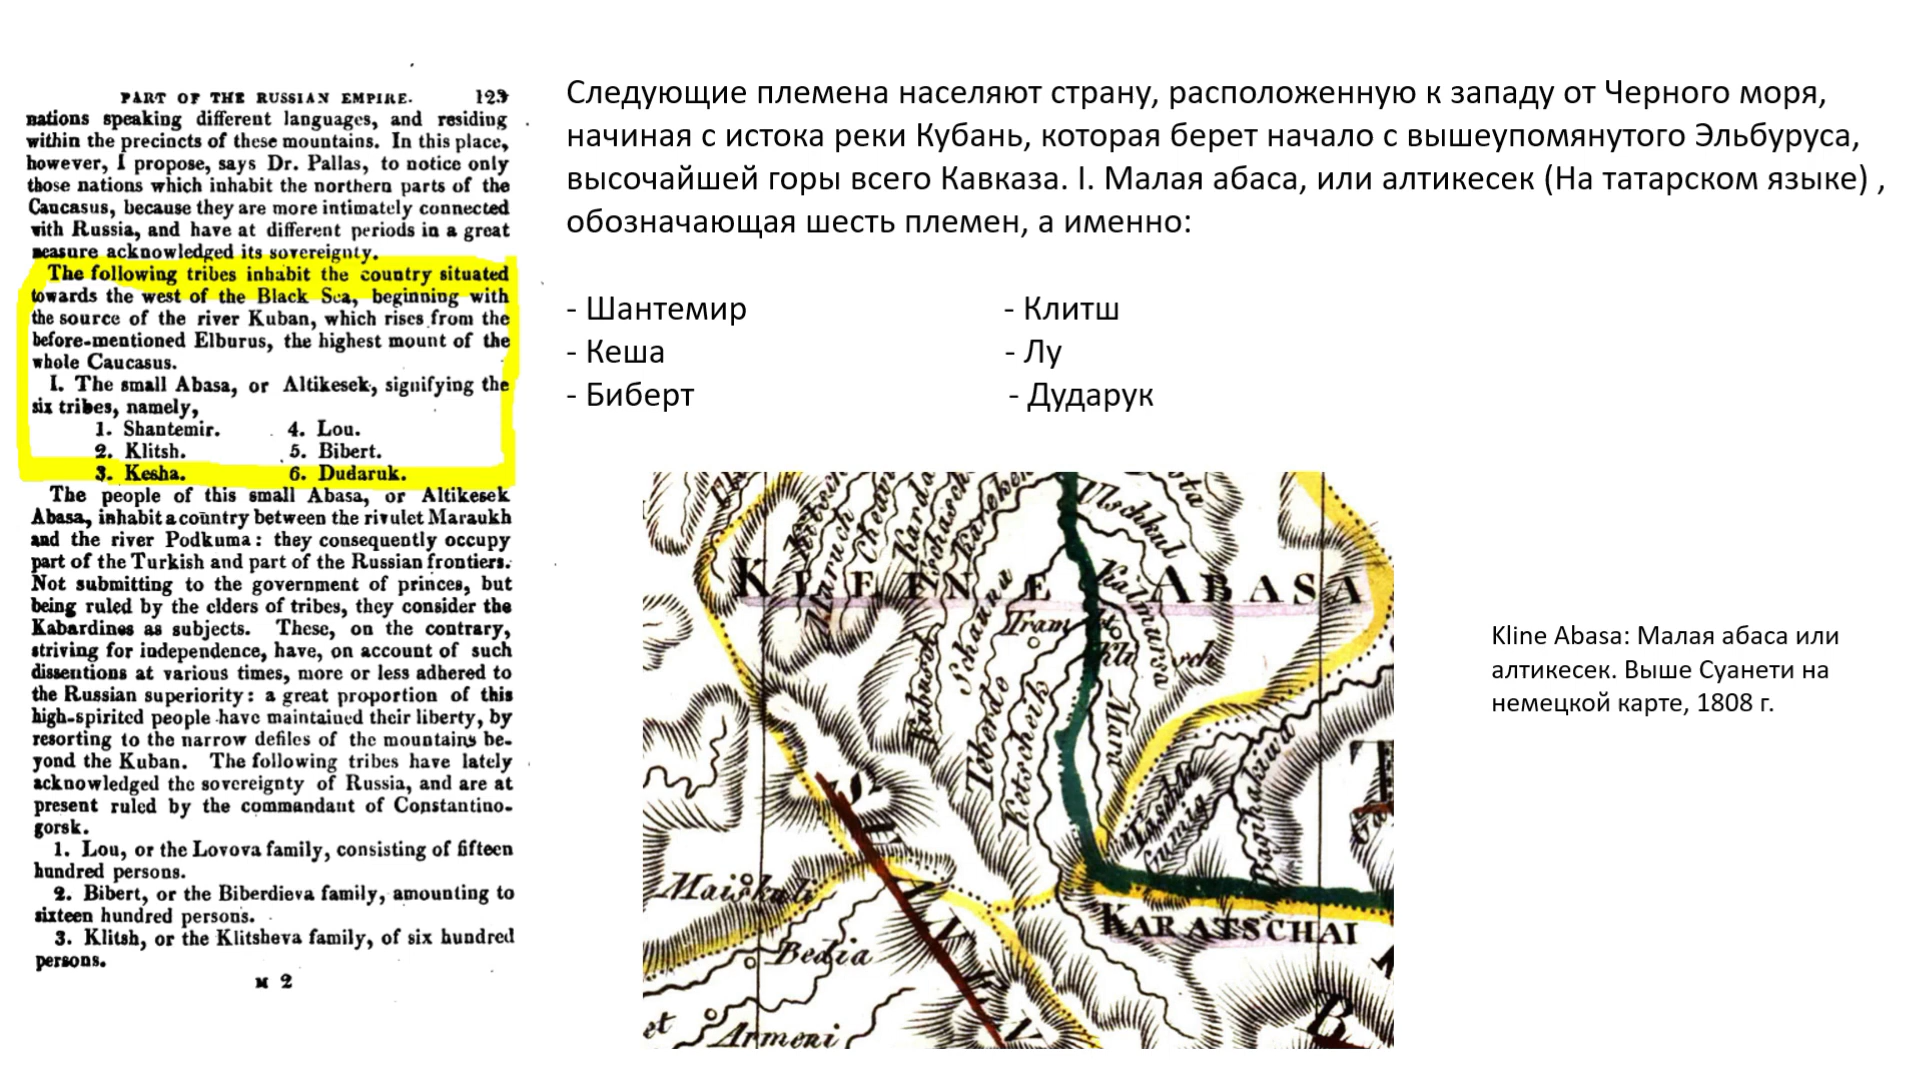 PART OF THE RUSSIAN EMPIRE. 123
nations speaking different languages, and residing
within the precincts of these mountains. In this place,
however, I propose, says Dr. Pallas, to notice only
those nations which inhabit the northern parts of the
Caucasus, because they are more intimately connected
with Russia, and have at different periods in a great
measure acknowledged its sovereignty.
The following tribes inhabit the country situated
towards the west of the Black Sea, beginning with
the source of the river Kuban, which rises from the
before-mentioned Elburus, the highest mount of the
whole Caucasus.
I. The small Abasa, or Altikesek, signifying the
six tribes, namely,
1. Shantemir. 4. Lou.
2. Klitsh. 5. Bibert.
3. Kesha. 6. Dudaruk.
The people of this small Abasa, or Altikesek
Abasa, inhabit a country between the rivulet Maraukh
and the river Podkuma: they consequently occupy
part of the Turkish and part of the Russian frontiers.
Not submitting to the government of princes, but
being ruled by the elders of tribes, they consider the
Kabardines as subjects. These, on the contrary,
striving for independence, have, on account of such
dissentions at various times, more or less adhered to
the Russian superiority: a great proportion of this
high-spirited people have maintained their liberty, by
resorting to the narrow defiles of the mountains be-
yond the Kuban. The following tribes have lately
acknowledged the sovereignty of Russia, and are at
present ruled by the commandant of Constantino-
gorsk.
1. Lou, or the Lovova family, consisting of fifteen
hundred persons.
2. Bibert, or the Biberdieva family, amounting to
sixteen hundred persons.
3. Klitsh, or the Klitsheva family, of six hundred
persons.
M 2
Следующие племена населяют страну, расположенную к западу от Черного моря,
начиная с истока реки Кубань, которая берет начало с вышеупомянутого Эльбуруса,
высочайшей горы всего Кавказа. I. Малая абаса, или алтикесек (На татарском языке) ,
обозначающая шесть племен, а именно:
- Шантемир - Клитш
- Кеша - Лу
- Биберт - Дударук
Ulschkul
KLEINE ABASA
Schauna
Tramkt
Kalmursa
Teberde
Ketscheik
Mara
Maiskuli
Bedia
KARATSCHAI
Armeni
Kline Abasa: Малая абаса или
алтикесек. Выше Суанети на
немецкой карте, 1808 г.